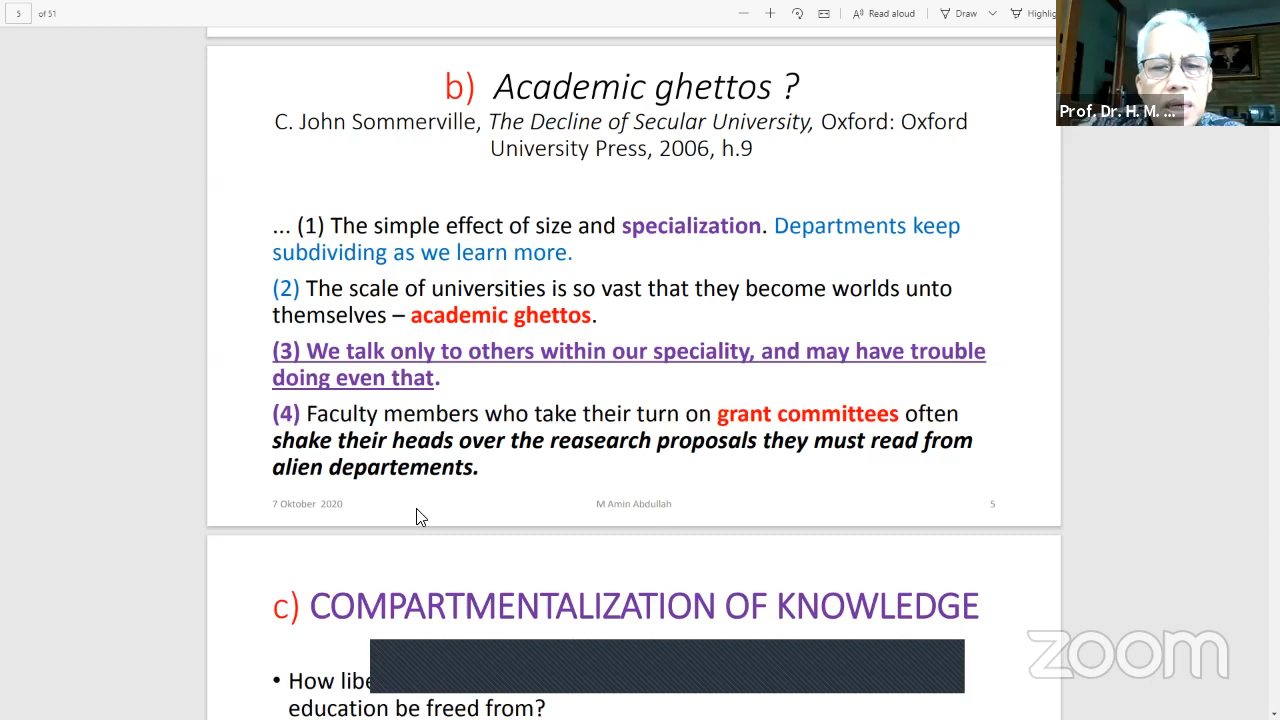 5 of 51
Read aloud
Draw
Highlig
b) Academic ghettos ?
C. John Sommerville, The Decline of Secular University, Oxford: Oxford
University Press, 2006, h.9
Prof. Dr. H. M. ...
... (1) The simple effect of size and specialization. Departments keep
subdividing as we learn more.
(2) The scale of universities is so vast that they become worlds unto
themselves – academic ghettos.
(3) We talk only to others within our speciality, and may have trouble
doing even that.
(4) Faculty members who take their turn on grant committees often
shake their heads over the reasearch proposals they must read from
alien departements.
7 Oktober 2020
M Amin Abdullah
5
c) COMPARTMENTALIZATION OF KNOWLEDGE
• How libe
education be freed from?
zoom